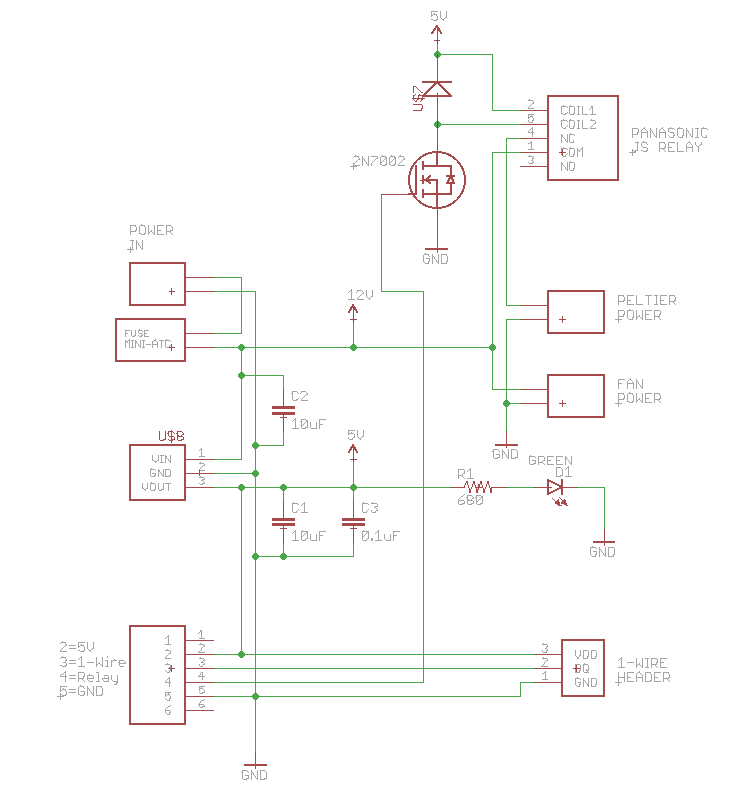 5V
U$7
2 COIL1
5 COIL2
4 NC
1 COM
3 NO
PANASONIC
JS RELAY
2N7002
GND
POWER
IN
FUSE
MINI-ATC
12V
PELTIER
POWER
FAN
POWER
C2
10uF
U$8
VIN 1
GND 2
VOUT 3
5V
GND
R1
680
GREEN
D1
C1
10uF
C3
0.1uF
GND
2=5V
3=1-Wire
4=Relay
5=GND
1 1
2 2
3 3
4 4
5 5
6 6
3 VDD
2 DQ
1 GND
1-WIRE
HEADER
GND